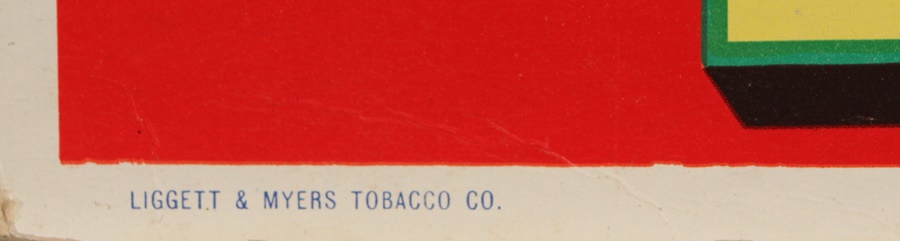 LIGGETT & MYERS TOBACCO CO.